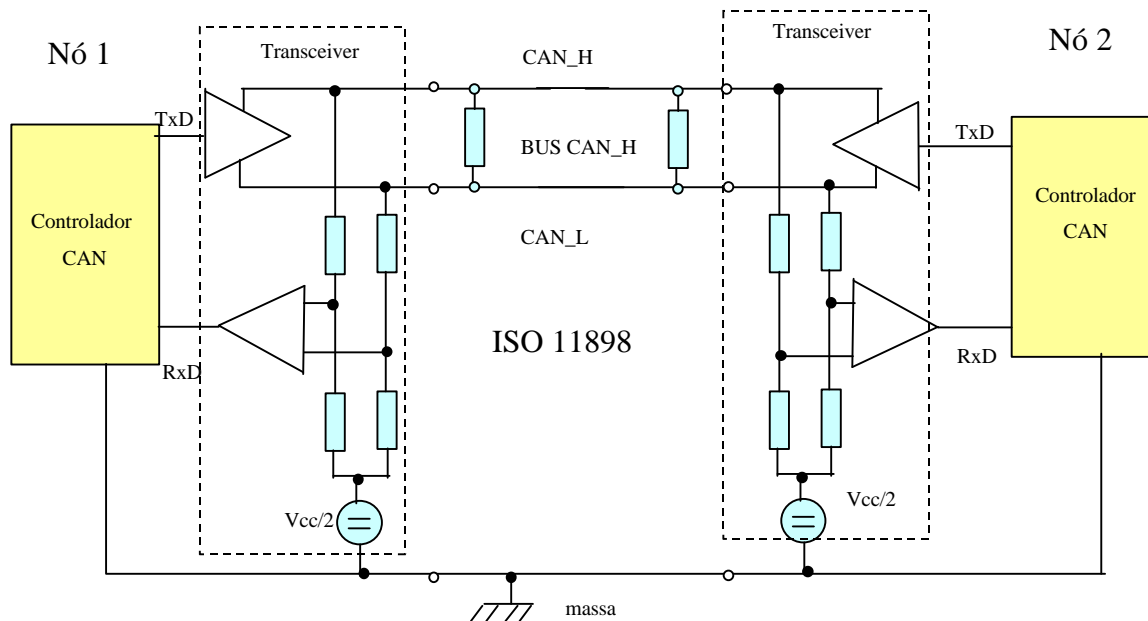 Nó 1
Transceiver
CAN_H
Transceiver
Nó 2
TxD
BUS CAN_H
TxD
Controlador
CAN
CAN_L
Controlador
CAN
ISO 11898
RxD
RxD
Vcc/2
Vcc/2
massa